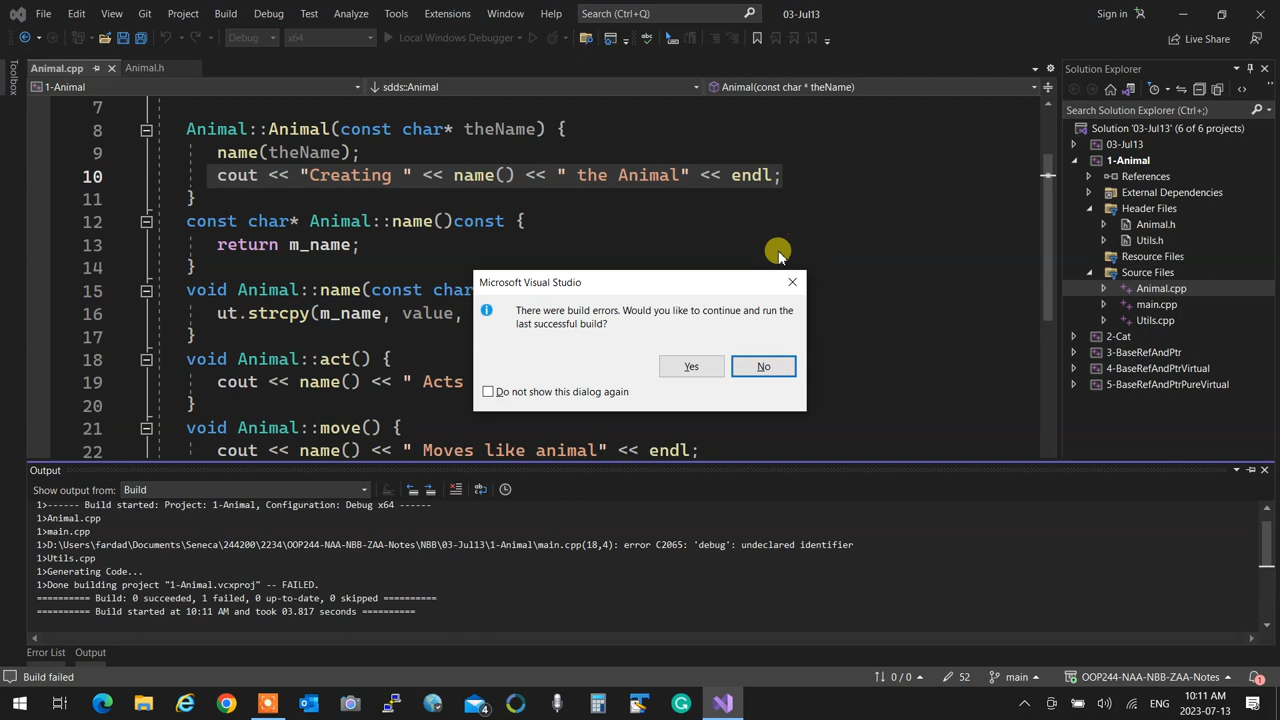 File Edit View Git Project Build Debug Test Analyze Tools Extensions Window Help Search (Ctrl+Q) 03-Jul13 Sign in
Debug x64 Local Windows Debugger Live Share
Toolbox
Animal.cpp Animal.h
1-Animal sdds::Animal Animal(const char * theName)
7
8 Animal::Animal(const char* theName) {
9 name(theName);
10 cout << "Creating " << name() << " the Animal" << endl;
11 }
12 const char* Animal::name()const {
13 return m_name;
14 }
15 void Animal::name(const char
16 ut.strcpy(m_name, value,
17 }
18 void Animal::act() {
19 cout << name() << " Acts
20 }
21 void Animal::move() {
22 cout << name() << " Moves like animal" << endl;
Microsoft Visual Studio
There were build errors. Would you like to continue and run the
last successful build?
Yes No
Do not show this dialog again
Solution Explorer
Search Solution Explorer (Ctrl+;)
Solution '03-Jul13' (6 of 6 projects)
03-Jul13
1-Animal
References
External Dependencies
Header Files
Animal.h
Utils.h
Resource Files
Source Files
Animal.cpp
main.cpp
Utils.cpp
2-Cat
3-BaseRefAndPtr
4-BaseRefAndPtrVirtual
5-BaseRefAndPtrPureVirtual
Output
Show output from: Build
1>------ Build started: Project: 1-Animal, Configuration: Debug x64 ------
1>Animal.cpp
1>main.cpp
1>D:\Users\fardad\Documents\Seneca\244200\2234\OOP244-NAA-NBB-ZAA-Notes\NBB\03-Jul13\1-Animal\main.cpp(18,4): error C2065: 'debug': undeclared identifier
1>Utils.cpp
1>Generating Code...
1>Done building project "1-Animal.vcxproj" -- FAILED.
========== Build: 0 succeeded, 1 failed, 0 up-to-date, 0 skipped ==========
========== Build started at 10:11 AM and took 03.817 seconds ==========
Error List Output
Build failed 0 / 0 52 main OOP244-NAA-NBB-ZAA-Notes 1
4 ENG 10:11 AM
2023-07-13